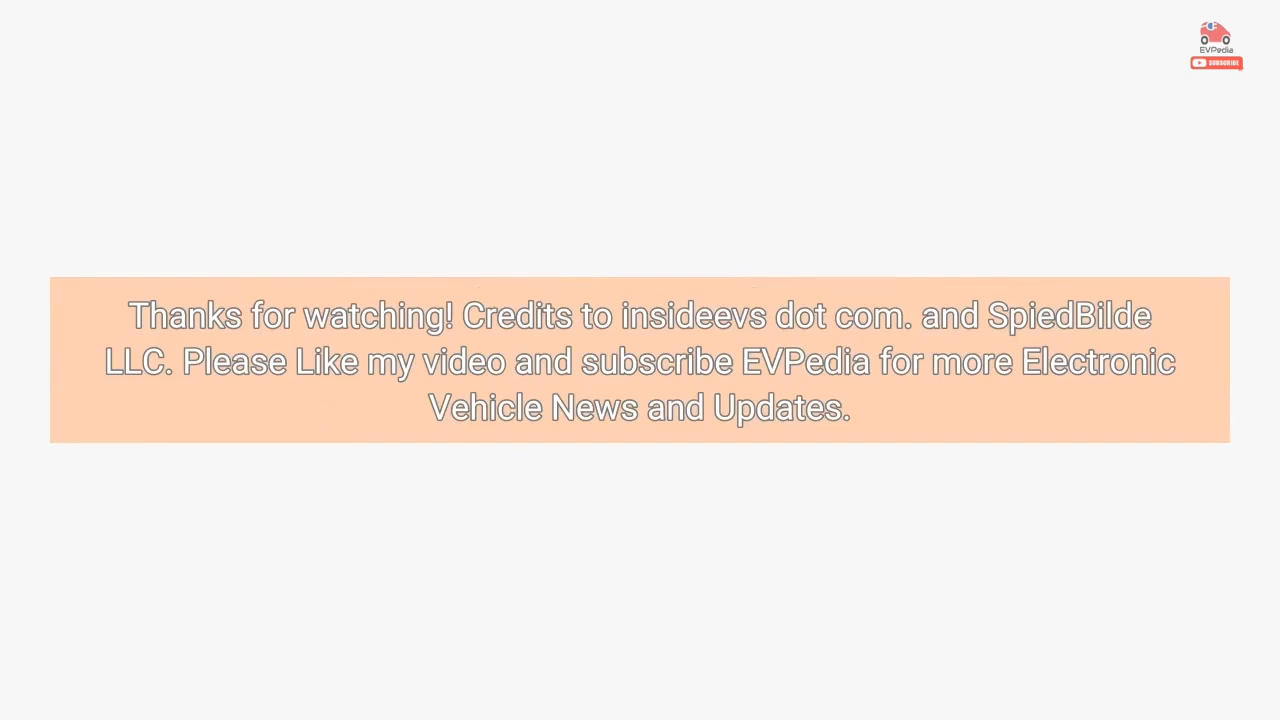 EVPedia
SUBSCRIBE
Thanks for watching! Credits to insideevs dot com. and SpiedBilde
LLC. Please Like my video and subscribe EVPedia for more Electronic
Vehicle News and Updates.